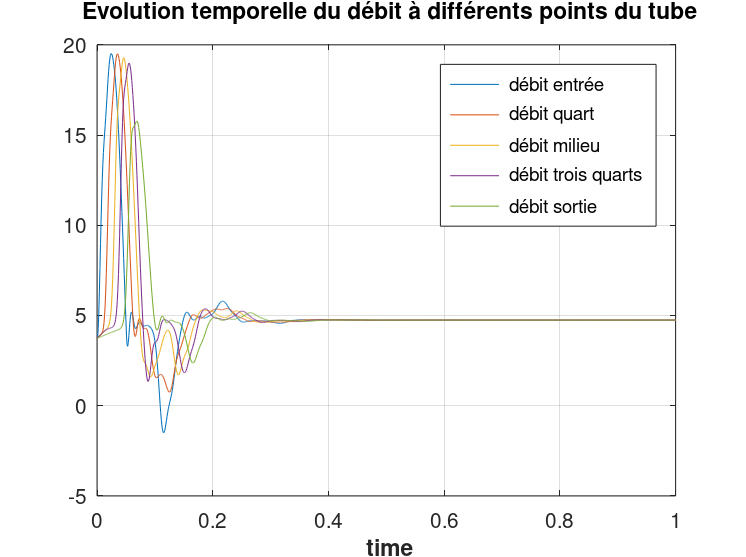 Evolution temporelle du débit à différents points du tube
20
15
10
5
0
-5
débit entrée
débit quart
débit milieu
débit trois quarts
débit sortie
0 0.2 0.4 0.6 0.8 1
time